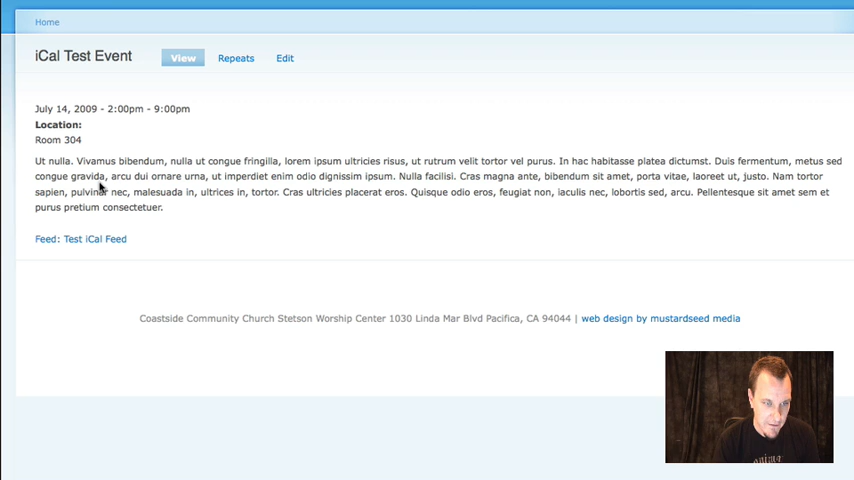 Home
iCal Test Event View Repeats Edit
July 14, 2009 - 2:00pm - 9:00pm
Location:
Room 304
Ut nulla. Vivamus bibendum, nulla ut congue fringilla, lorem ipsum ultricies risus, ut rutrum velit tortor vel purus. In hac habitasse platea dictumst. Duis fermentum, metus sed
congue gravida, arcu dui ornare urna, ut imperdiet enim odio dignissim ipsum. Nulla facilisi. Cras magna ante, bibendum sit amet, porta vitae, laoreet ut, justo. Nam tortor
sapien, pulvinar nec, malesuada in, ultrices in, tortor. Cras ultricies placerat eros. Quisque odio eros, feugiat non, iaculis nec, lobortis sed, arcu. Pellentesque sit amet sem et
purus pretium consectetuer.
Feed: Test iCal Feed
Coastside Community Church Stetson Worship Center 1030 Linda Mar Blvd Pacifica, CA 94044 | web design by mustardseed media